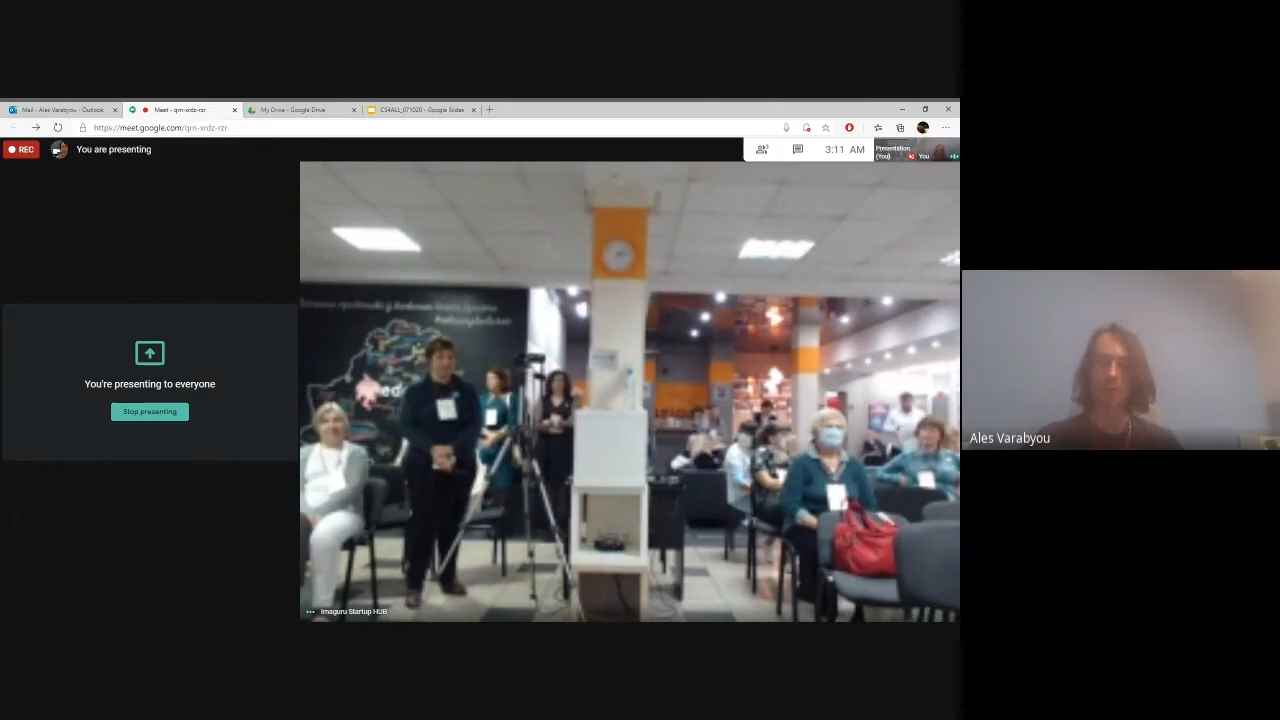 Mail - Ales Varabyou - Outlook
Meet - qrn-xrdz-rzr
My Drive - Google Drive
CS4ALL_071020 - Google Slides
https://meet.google.com/qrn-xrdz-rzr
REC
You are presenting
3:11 AM
Presentation
(You)
You
You're presenting to everyone
Stop presenting
Imaguru Startup HUB
Ales Varabyou